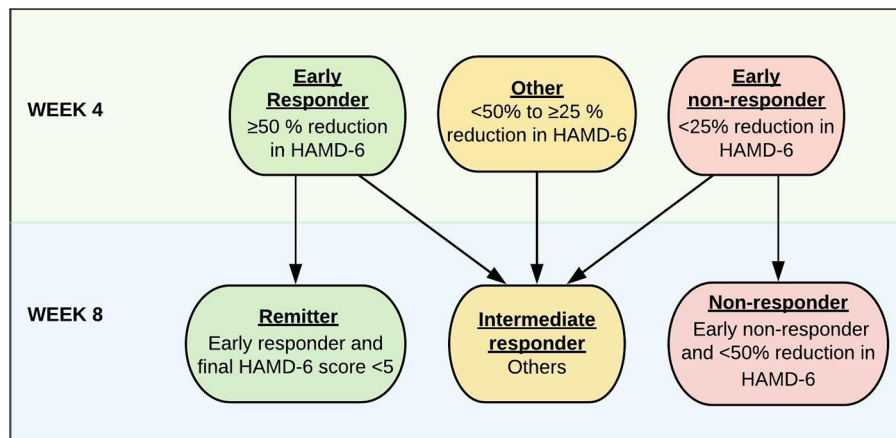 WEEK 4
Early
Responder
≥50 % reduction
in HAMD-6
Other
<50% to ≥25 %
reduction in HAMD-6
Early
non-responder
<25% reduction in
HAMD-6
WEEK 8
Remitter
Early responder and
final HAMD-6 score <5
Intermediate
responder
Others
Non-responder
Early non-responder
and <50% reduction in
HAMD-6